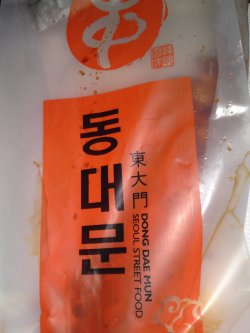 동대문
東大門
DONG DAE MUN
SEOUL STREET FOOD